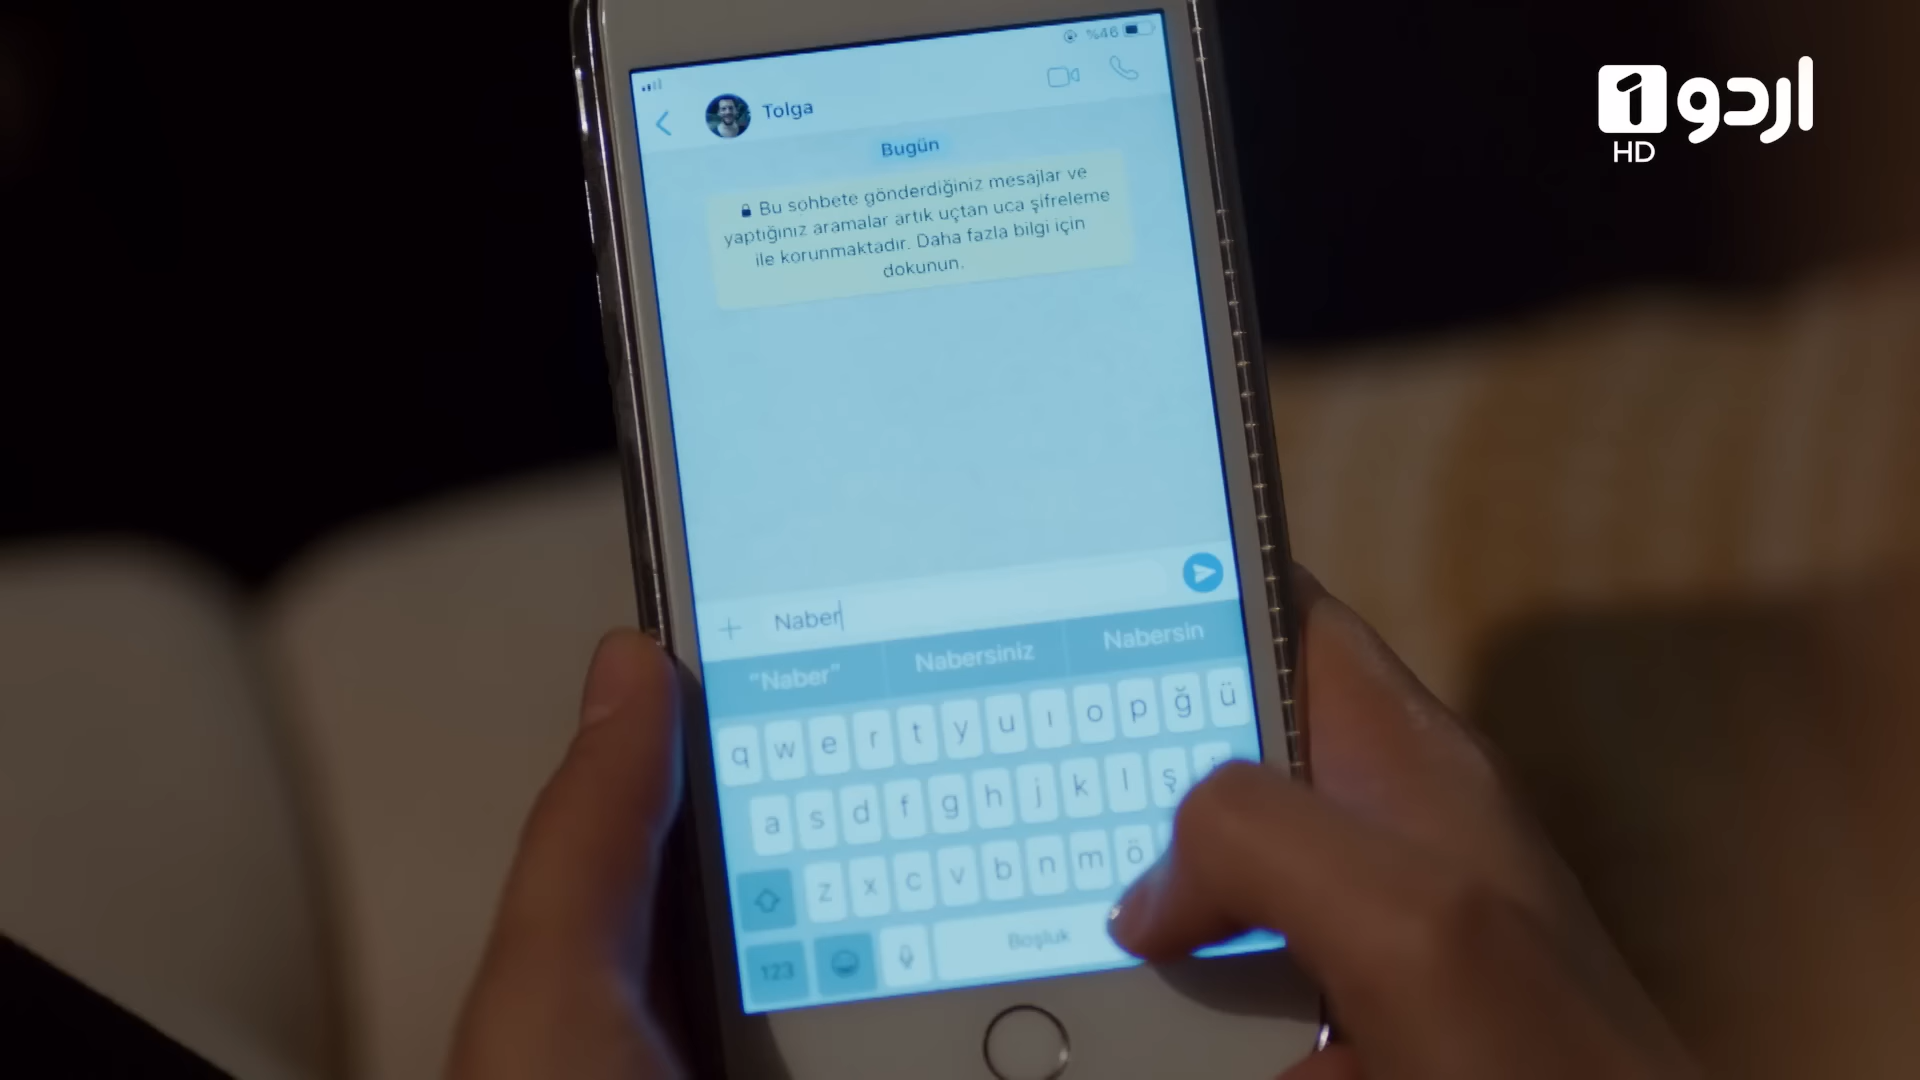 %46
Tolga
Bugün
Bu sohbete gönderdiğiniz mesajlar ve
yaptığınız aramalar artık uçtan uca şifreleme
ile korunmaktadır. Daha fazla bilgi için
dokunun.
Naber
"Naber" Nabersiniz Nabersin
q w e r t y u ı o p ğ ü
a s d f g h j k l ş
z x c v b n m ö
123 Boşluk
اردو 1
HD